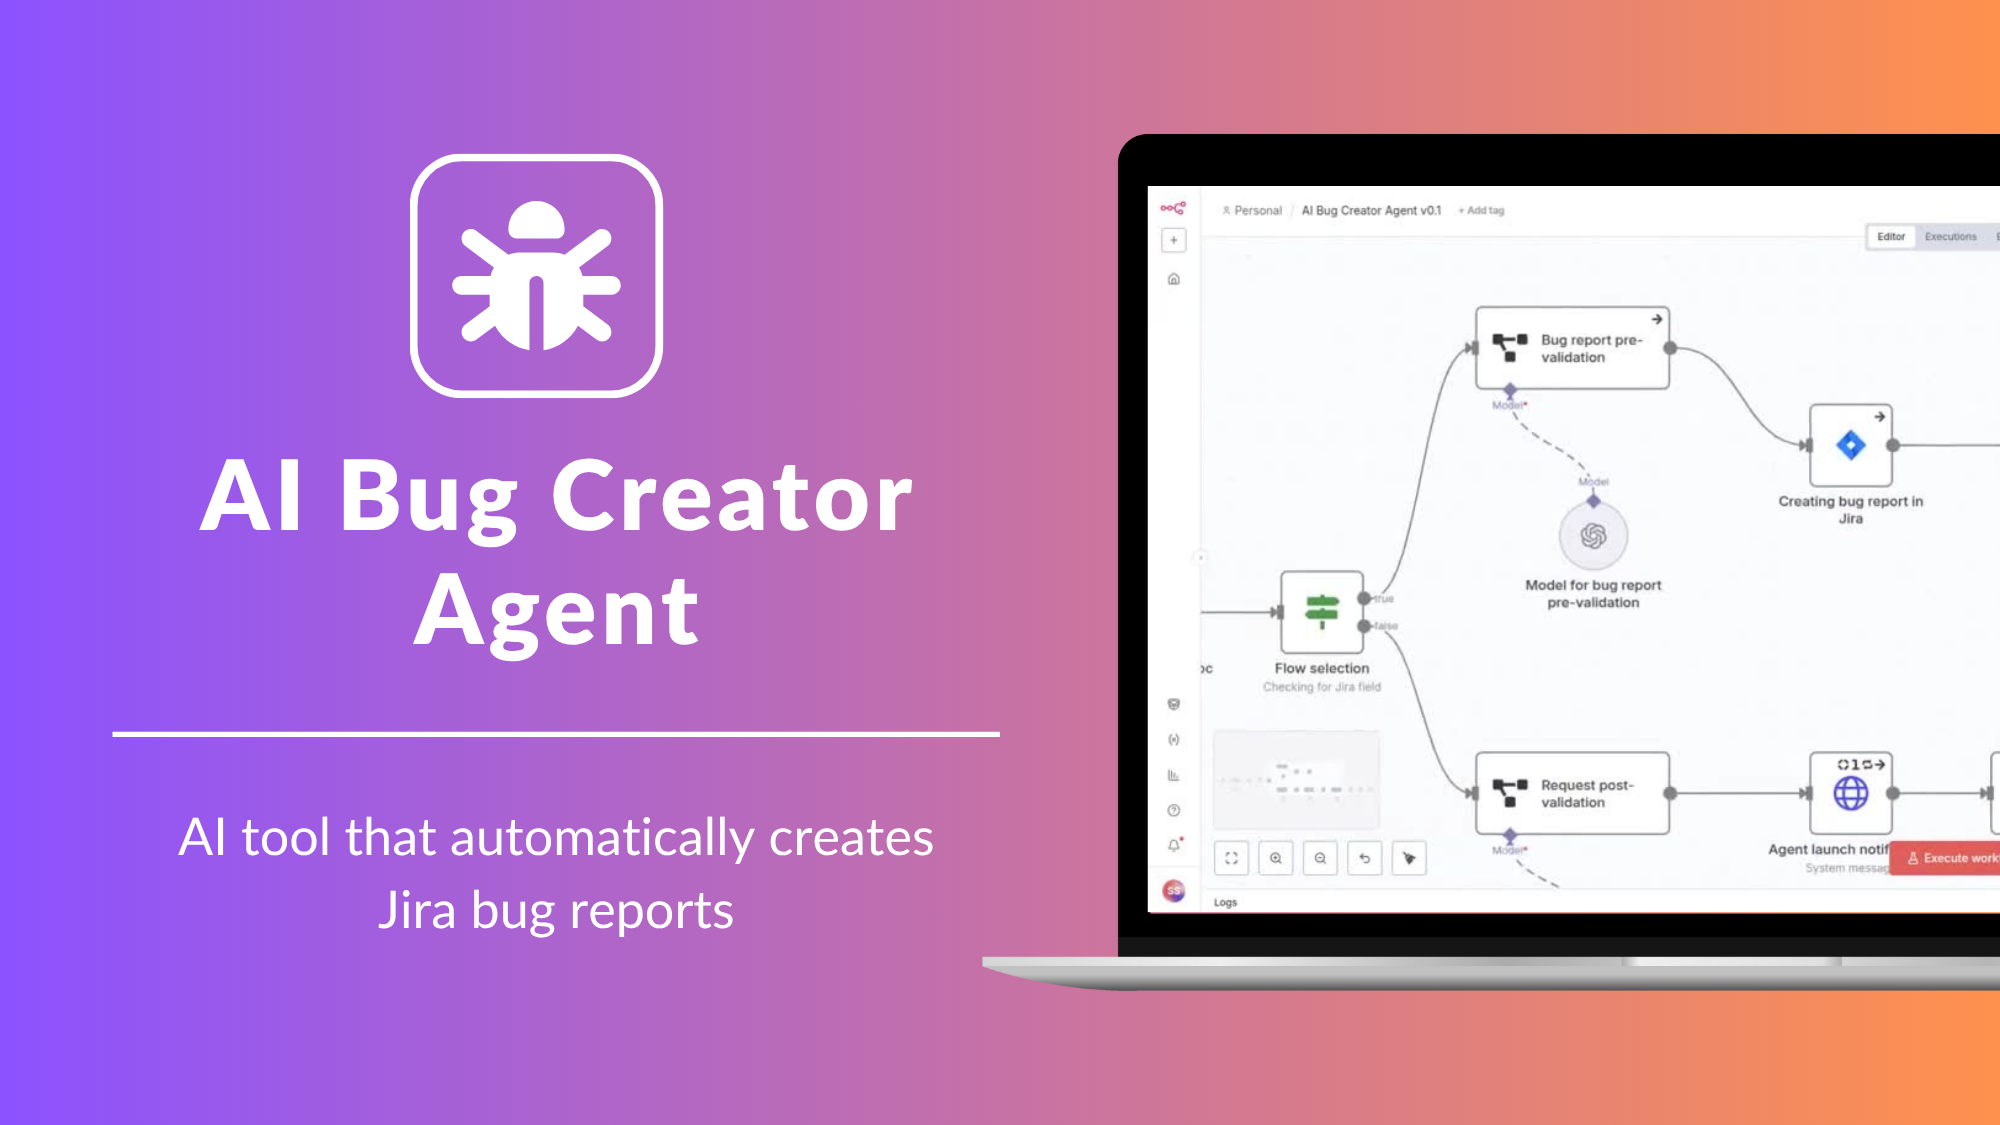 AI Bug Creator
Agent
AI tool that automatically creates
Jira bug reports
Personal / AI Bug Creator Agent v0.1 + Add tag
Editor Executions
Bug report pre-
validation
Model*
Model
Model for bug report
pre-validation
Creating bug report in
Jira
true
false
Flow selection
Checking for Jira field
Request post-
validation
Model*
Agent launch notif
System messag
Execute work
SS
Logs